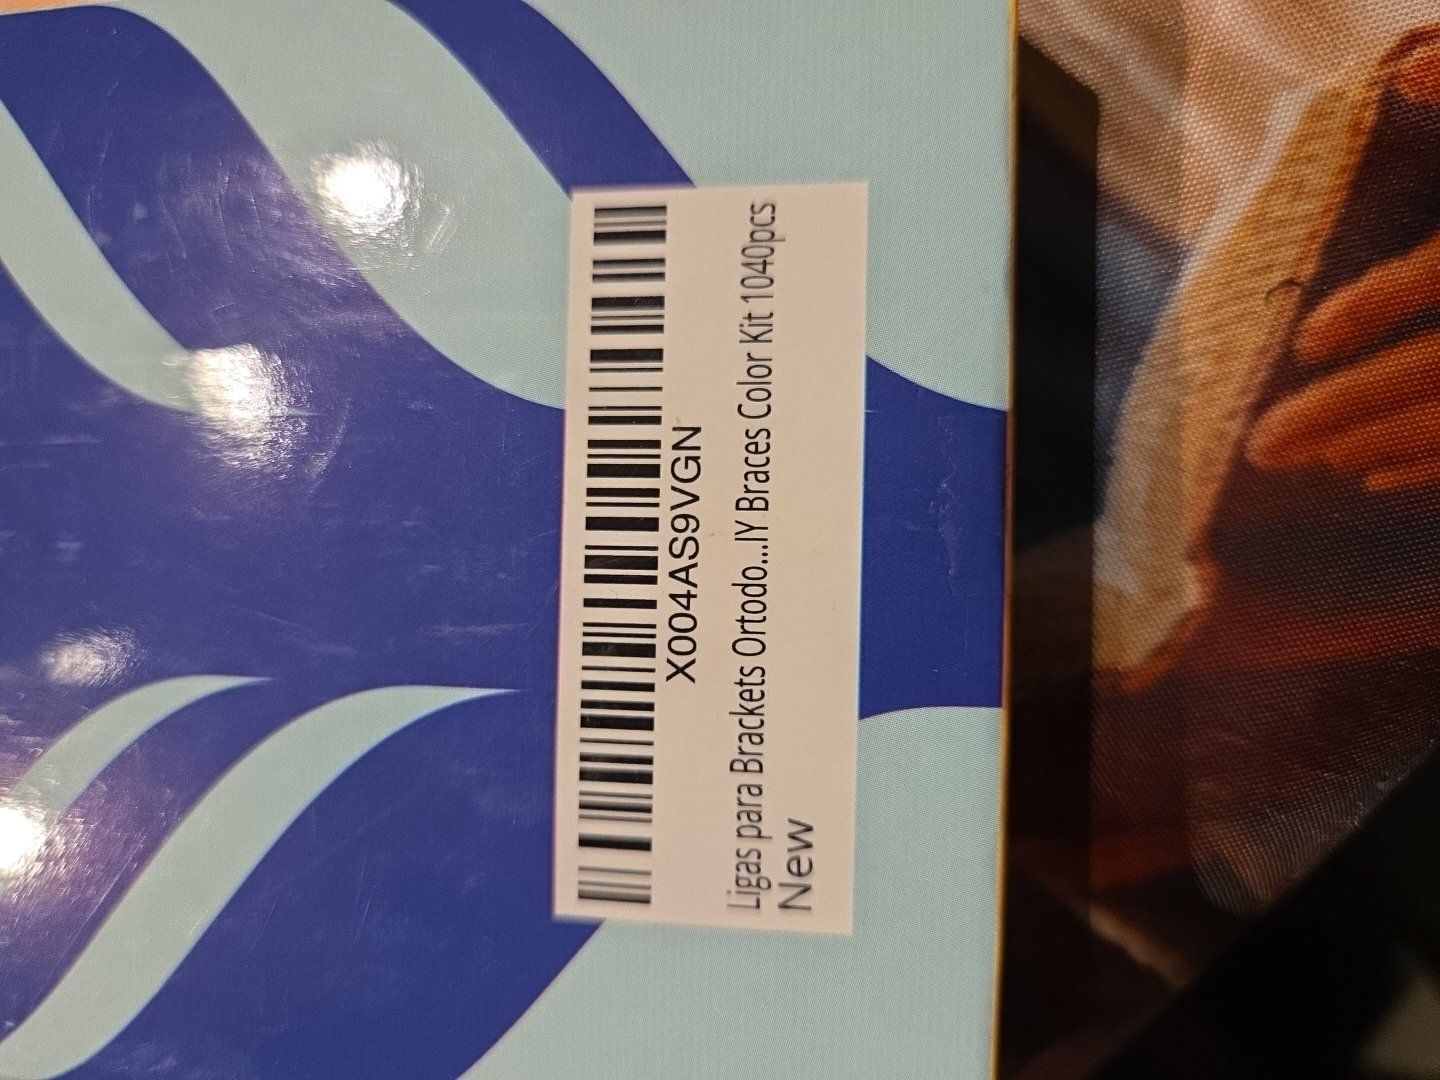 X004AS9VGN
Ligas para Brackets Ortodo...IY Braces Color Kit 1040pcs
New